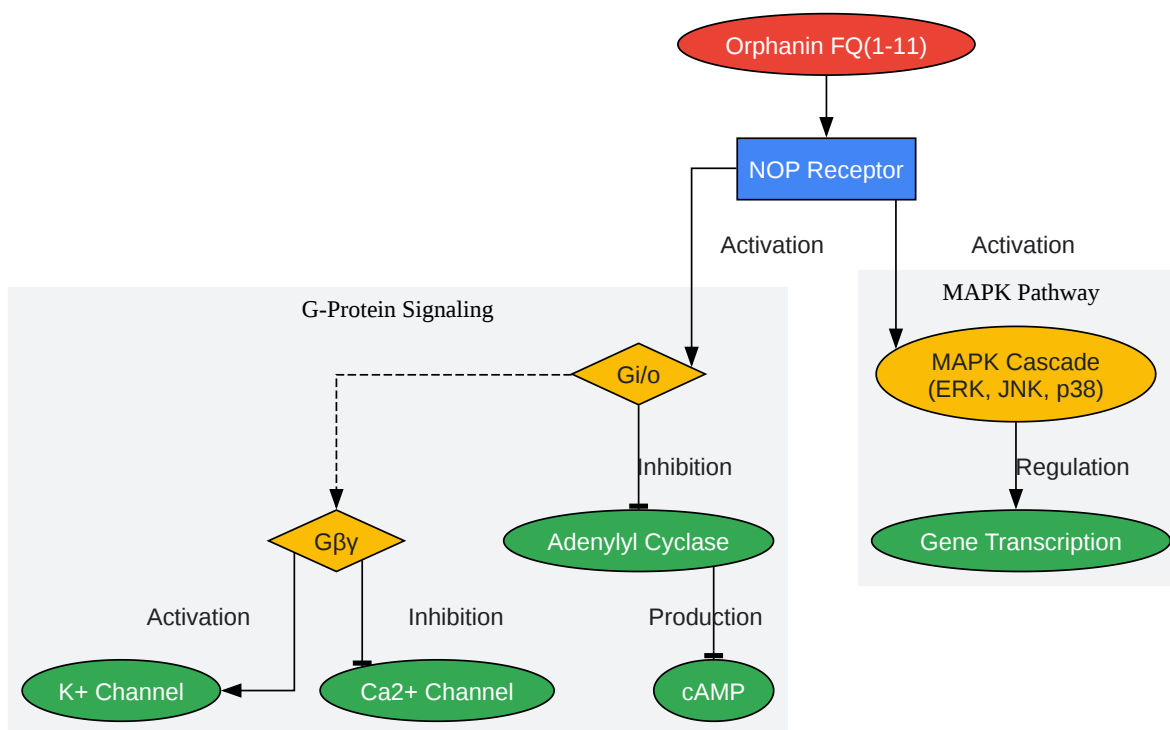 Orphanin FQ(1-11)
NOP Receptor
Activation
Activation
MAPK Pathway
G-Protein Signaling
MAPK Cascade
(ERK, JNK, p38)
Gi/o
Inhibition
Regulation
Gβγ
Adenylyl Cyclase
Gene Transcription
Activation
Inhibition
Production
K+ Channel
Ca2+ Channel
cAMP